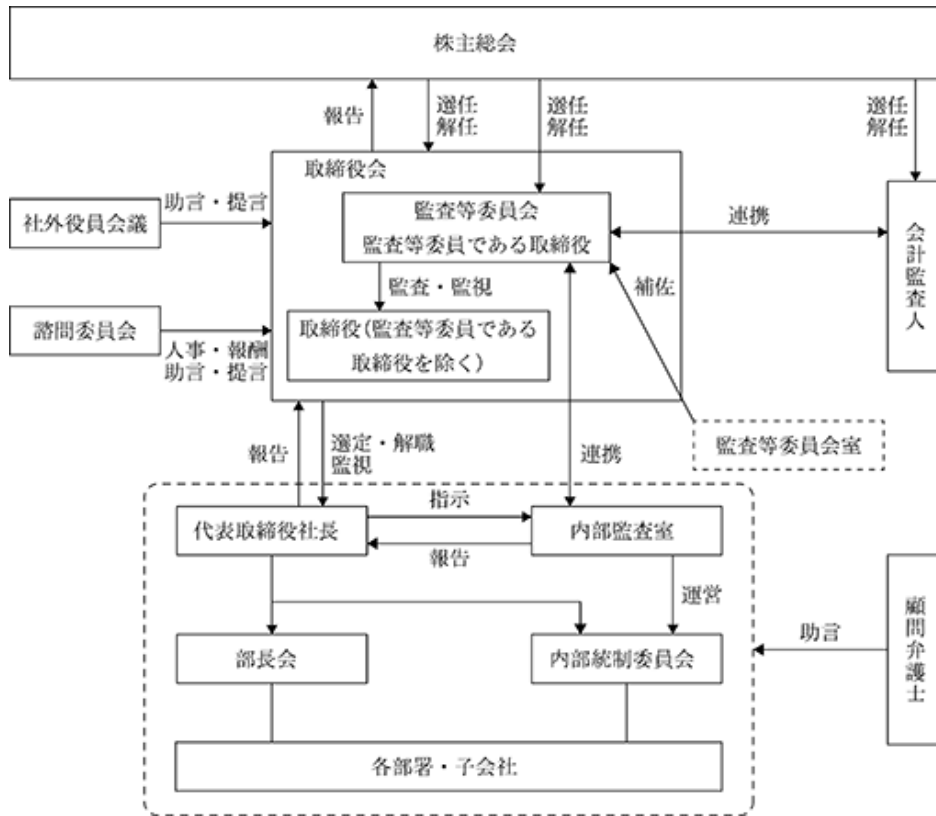 株主総会
報告
選任
解任
選任
解任
選任
解任
取締役会
助言・提言
社外役員会議
監査等委員会
監査等委員である取締役
連携
会計監査人
監査・監視
補佐
諮問委員会
人事・報酬
助言・提言
取締役(監査等委員である
取締役を除く)
監査等委員会室
報告
選定・解職
監視
連携
指示
代表取締役社長
内部監査室
報告
運営
顧問弁護士
助言
部長会
内部統制委員会
各部署・子会社